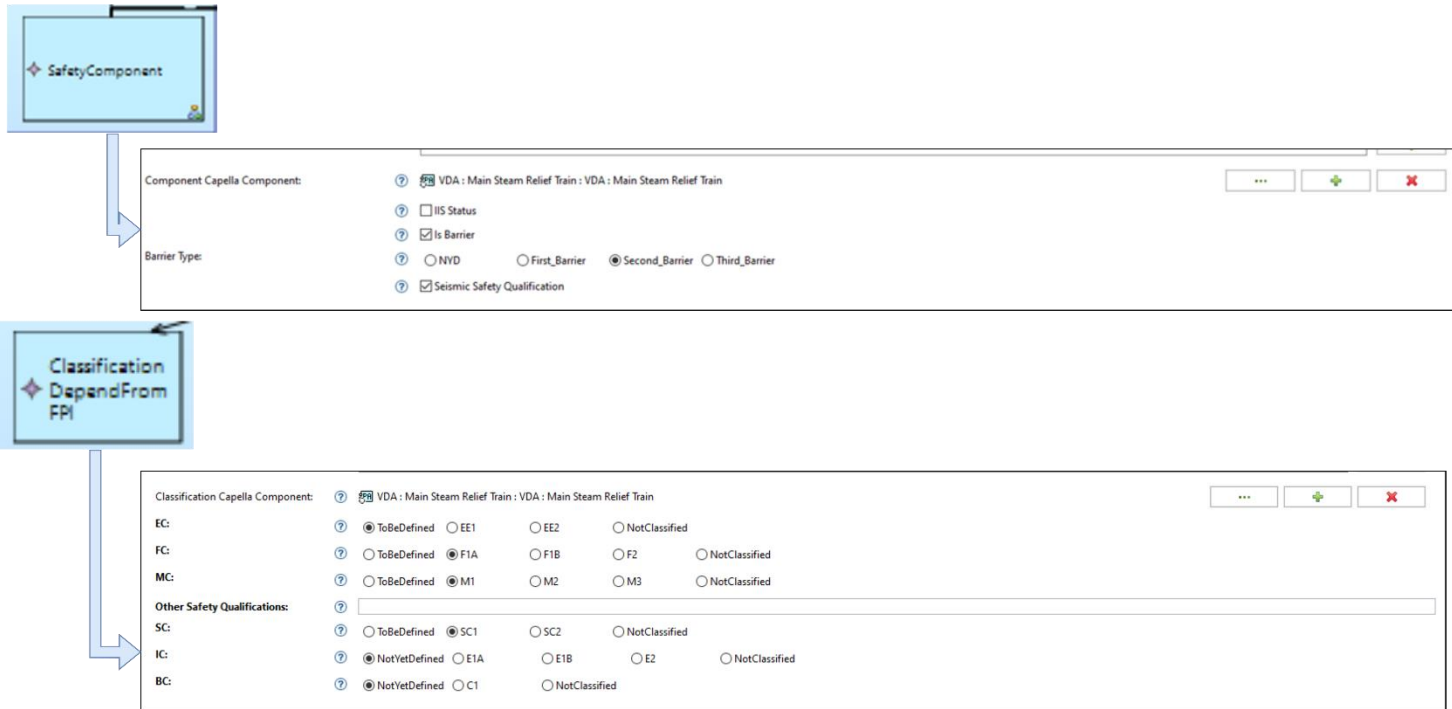 SafetyComponent
Component Capella Component: VDA : Main Steam Relief Train : VDA : Main Steam Relief Train ...
IIS Status
Is Barrier
Barrier Type: NYD First_Barrier Second_Barrier Third_Barrier
Seismic Safety Qualification
Classification
DependFrom
FPI
Classification Capella Component: VDA : Main Steam Relief Train : VDA : Main Steam Relief Train ...
EC: ToBeDefined EE1 EE2 NotClassified
FC: ToBeDefined F1A F1B F2 NotClassified
MC: ToBeDefined M1 M2 M3 NotClassified
Other Safety Qualifications:
SC: ToBeDefined SC1 SC2 NotClassified
IC: NotYetDefined E1A E1B E2 NotClassified
BC: NotYetDefined C1 NotClassified